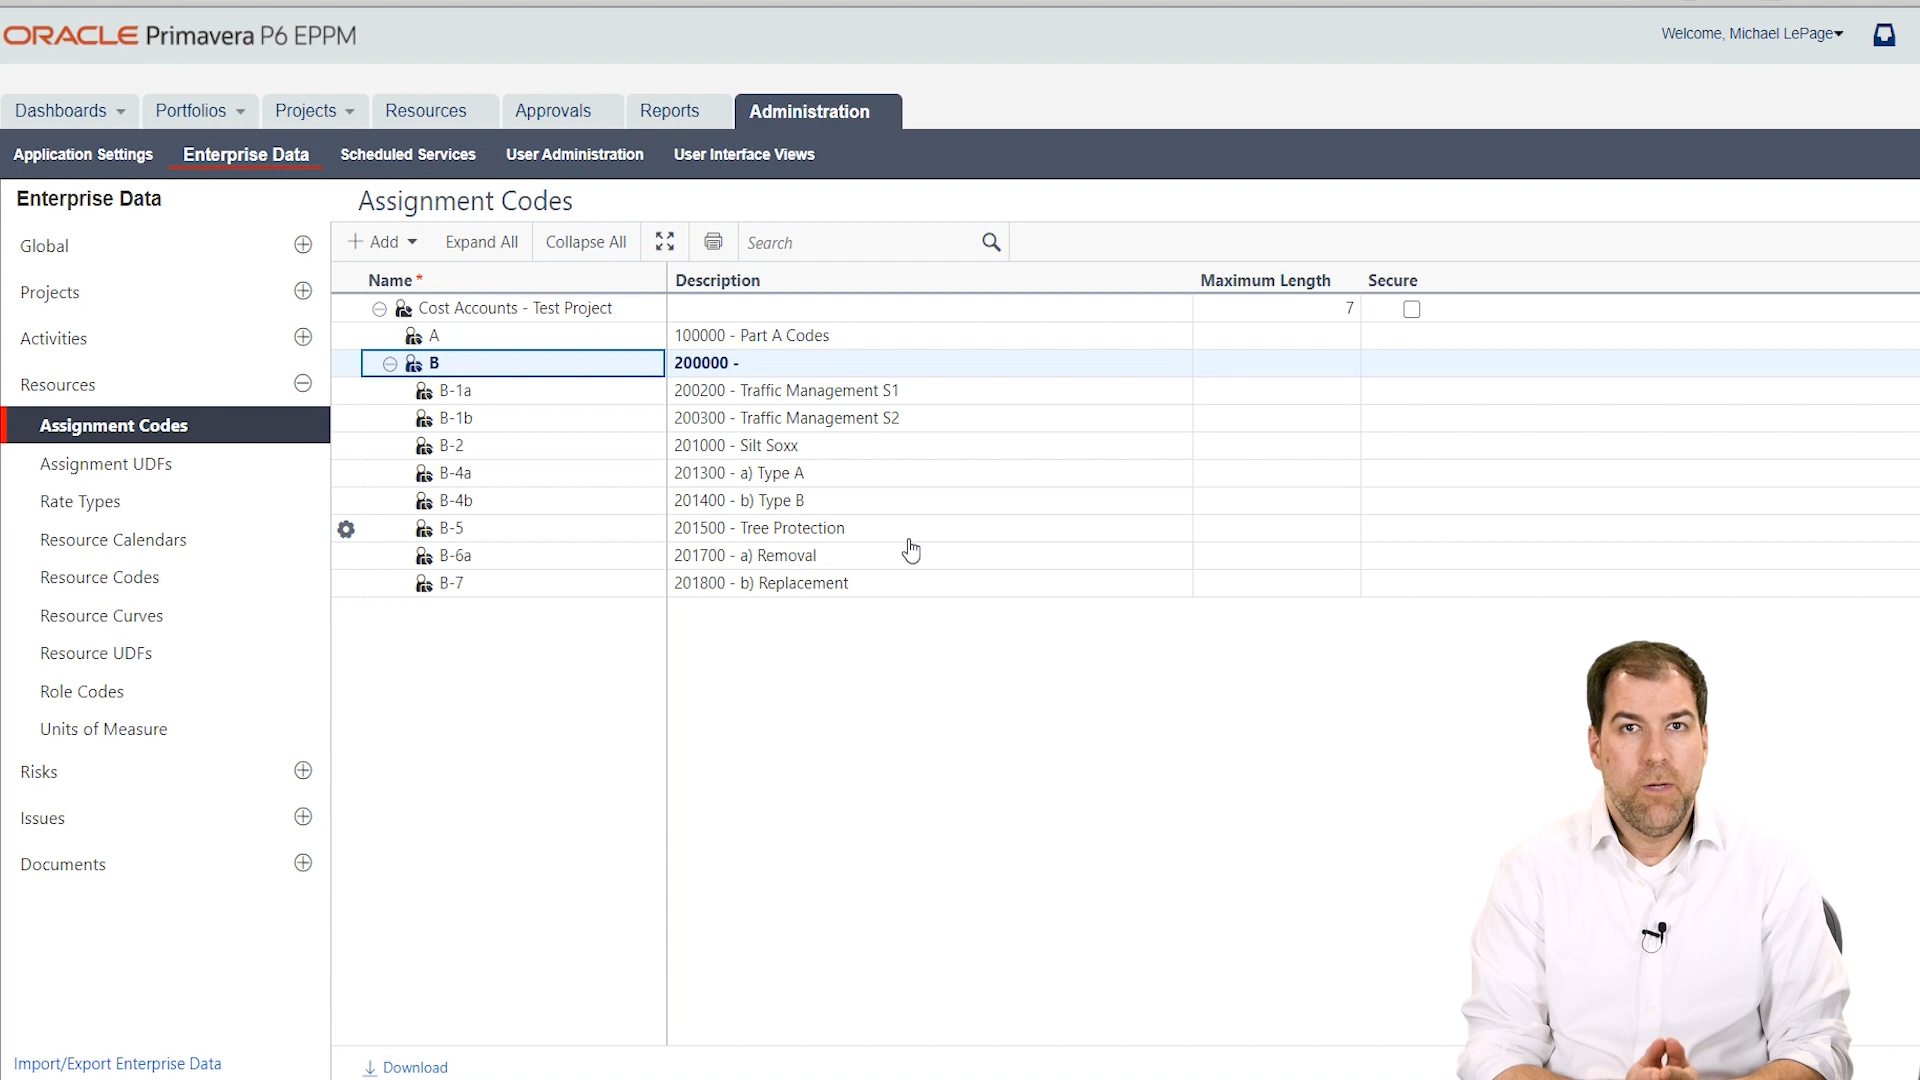 ORACLE Primavera P6 EPPM
Welcome, Michael LePage
Dashboards Portfolios Projects Resources Approvals Reports Administration
Application Settings Enterprise Data Scheduled Services User Administration User Interface Views
Enterprise Data
Assignment Codes
Global
Add Expand All Collapse All Search
Name * Description Maximum Length Secure
Projects
Cost Accounts - Test Project 7
Activities
A 100000 - Part A Codes
B 200000 -
Resources
B-1a 200200 - Traffic Management S1
Assignment Codes
B-1b 200300 - Traffic Management S2
B-2 201000 - Silt Soxx
Assignment UDFs
B-4a 201300 - a) Type A
Rate Types
B-4b 201400 - b) Type B
B-5 201500 - Tree Protection
Resource Calendars
B-6a 201700 - a) Removal
Resource Codes
B-7 201800 - b) Replacement
Resource Curves
Resource UDFs
Role Codes
Units of Measure
Risks
Issues
Documents
Import/Export Enterprise Data
Download